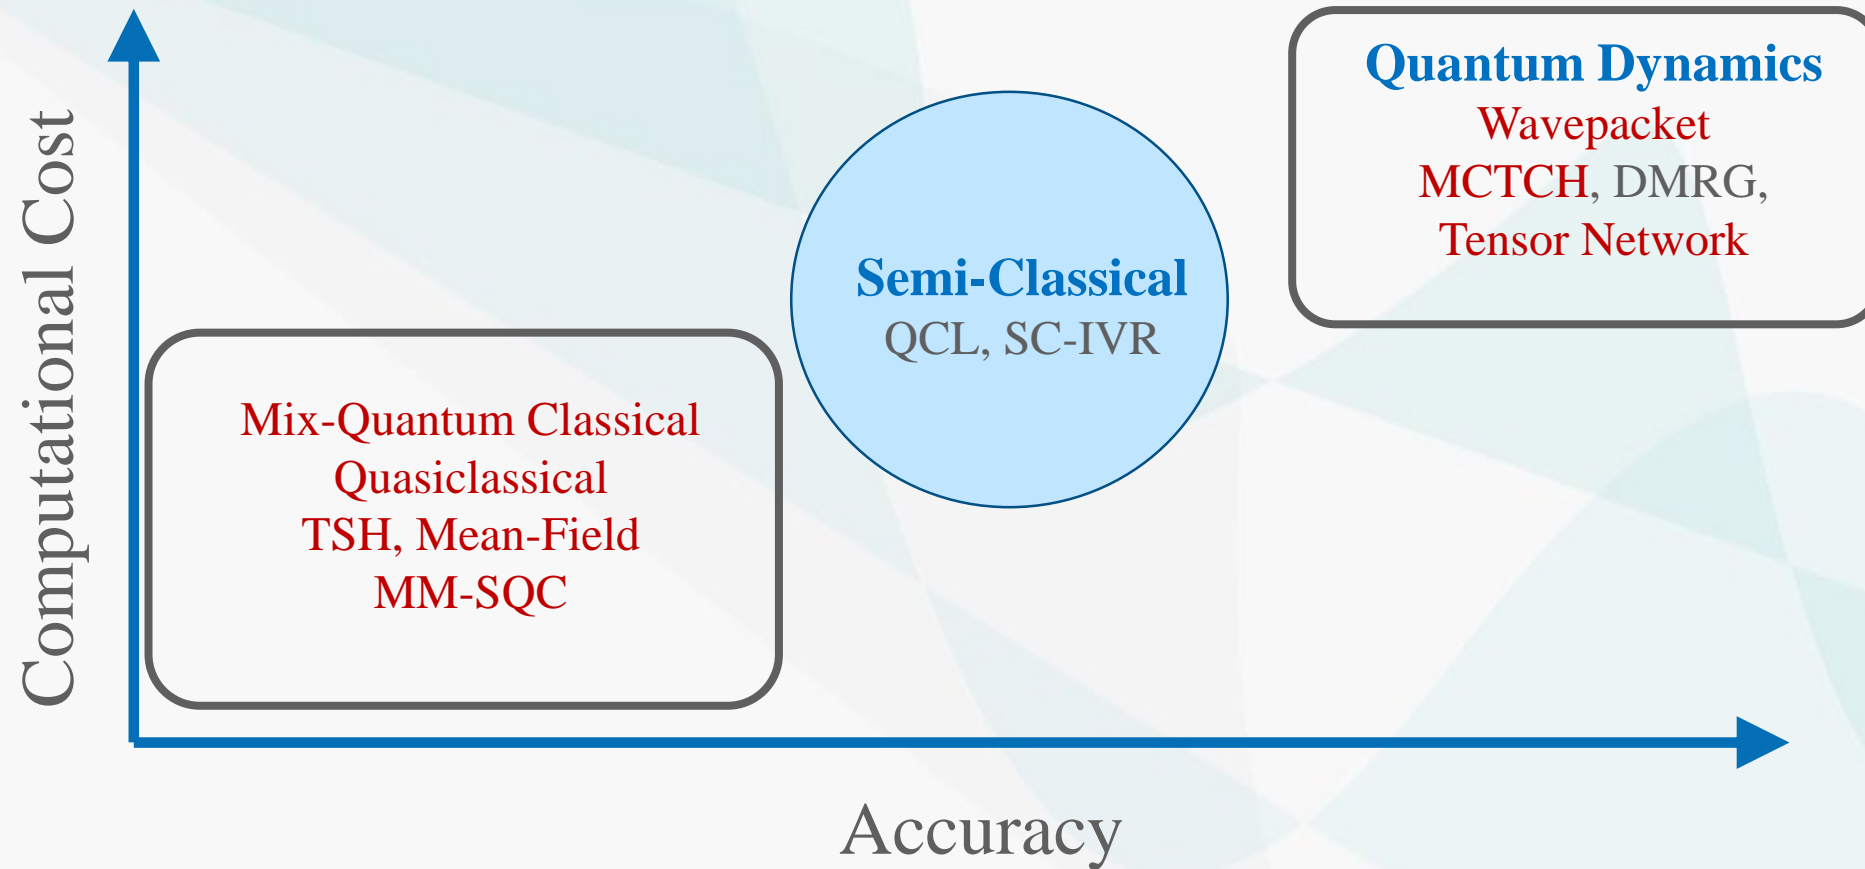 Computational Cost
Quantum Dynamics
Wavepacket
MCTCH, DMRG,
Tensor Network
Semi-Classical
QCL, SC-IVR
Mix-Quantum Classical
Quasiclassical
TSH, Mean-Field
MM-SQC
Accuracy